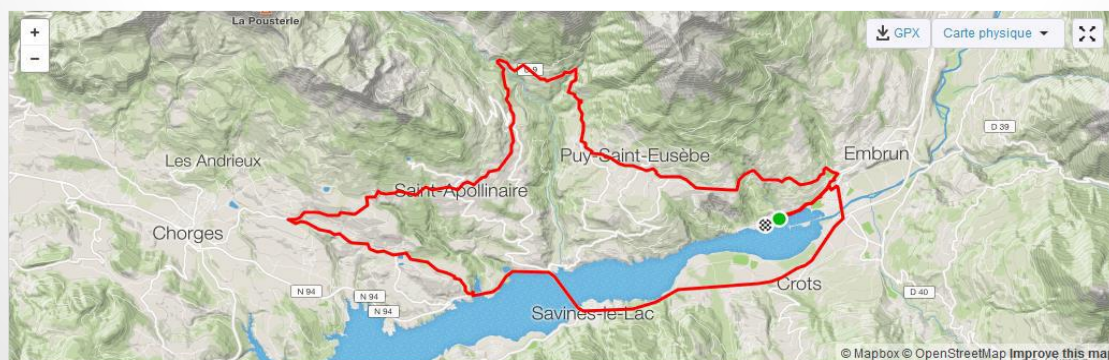 La Pousterle
+
−
GPX
Carte physique
D 9
D 39
Les Andrieux
Puy-Saint-Eusèbe
Embrun
Saint-Apollinaire
Chorges
N 94
N 94
N 94
Crots
D 40
Savines-le-Lac
© Mapbox © OpenStreetMap Improve this ma